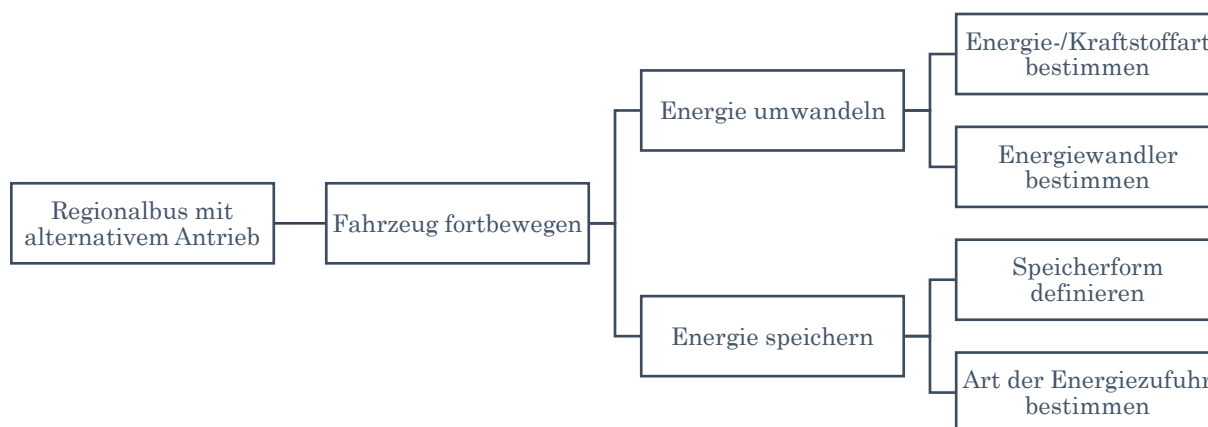 Regionalbus mit
alternativem Antrieb
Fahrzeug fortbewegen
Energie umwandeln
Energie-/Kraftstoffart
bestimmen
Energiewandler
bestimmen
Energie speichern
Speicherform
definieren
Art der Energiezufuhr
bestimmen